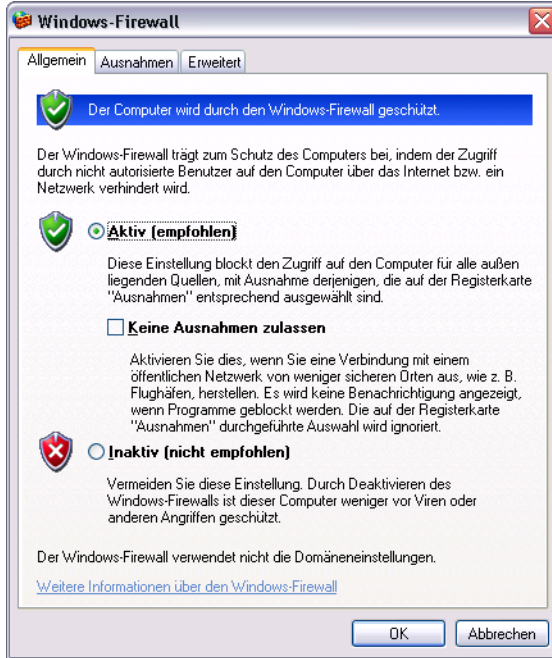 Windows-Firewall
Allgemein Ausnahmen Erweitert
Der Computer wird durch den Windows-Firewall geschützt.
Der Windows-Firewall trägt zum Schutz des Computers bei, indem der Zugriff
durch nicht autorisierte Benutzer auf den Computer über das Internet bzw. ein
Netzwerk verhindert wird.
Aktiv (empfohlen)
Diese Einstellung blockt den Zugriff auf den Computer für alle außen
liegenden Quellen, mit Ausnahme derjenigen, die auf der Registerkarte
"Ausnahmen" entsprechend ausgewählt sind.
Keine Ausnahmen zulassen
Aktivieren Sie dies, wenn Sie eine Verbindung mit einem
öffentlichen Netzwerk von weniger sicheren Orten aus, wie z. B.
Flughäfen, herstellen. Es wird keine Benachrichtigung angezeigt,
wenn Programme geblockt werden. Die auf der Registerkarte
"Ausnahmen" durchgeführte Auswahl wird ignoriert.
Inaktiv (nicht empfohlen)
Vermeiden Sie diese Einstellung. Durch Deaktivieren des
Windows-Firewalls ist dieser Computer weniger vor Viren oder
anderen Angriffen geschützt.
Der Windows-Firewall verwendet nicht die Domäneneinstellungen.
Weitere Informationen über den Windows-Firewall
OK Abbrechen